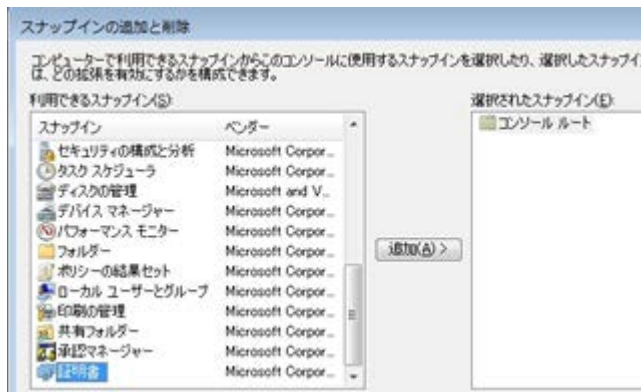 スナップインの追加と削除
コンピューターで利用できるスナップインからこのコンソールに使用するスナップインを選択したり、選択したスナップイ
は、どの拡張を有効にするかを構成できます。
利用できるスナップイン(S):
選択されたスナップイン(E):
スナップイン ベンダー
コンソール ルート
セキュリティの構成と分析 Microsoft Corpor...
タスク スケジューラ Microsoft Corpor...
ディスクの管理 Microsoft and V...
デバイス マネージャー Microsoft Corpor...
パフォーマンス モニター Microsoft Corpor...
フォルダー Microsoft Corpor...
ポリシーの結果セット Microsoft Corpor...
ローカル ユーザーとグループ Microsoft Corpor...
印刷の管理 Microsoft Corpor...
共有フォルダー Microsoft Corpor...
承認マネージャー Microsoft Corpor...
証明書 Microsoft Corpor...
追加(A) >